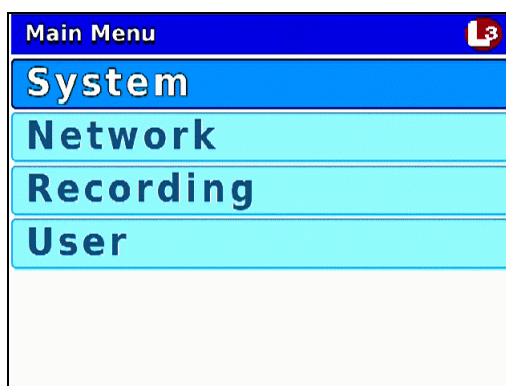 Main Menu
L3
System
Network
Recording
User